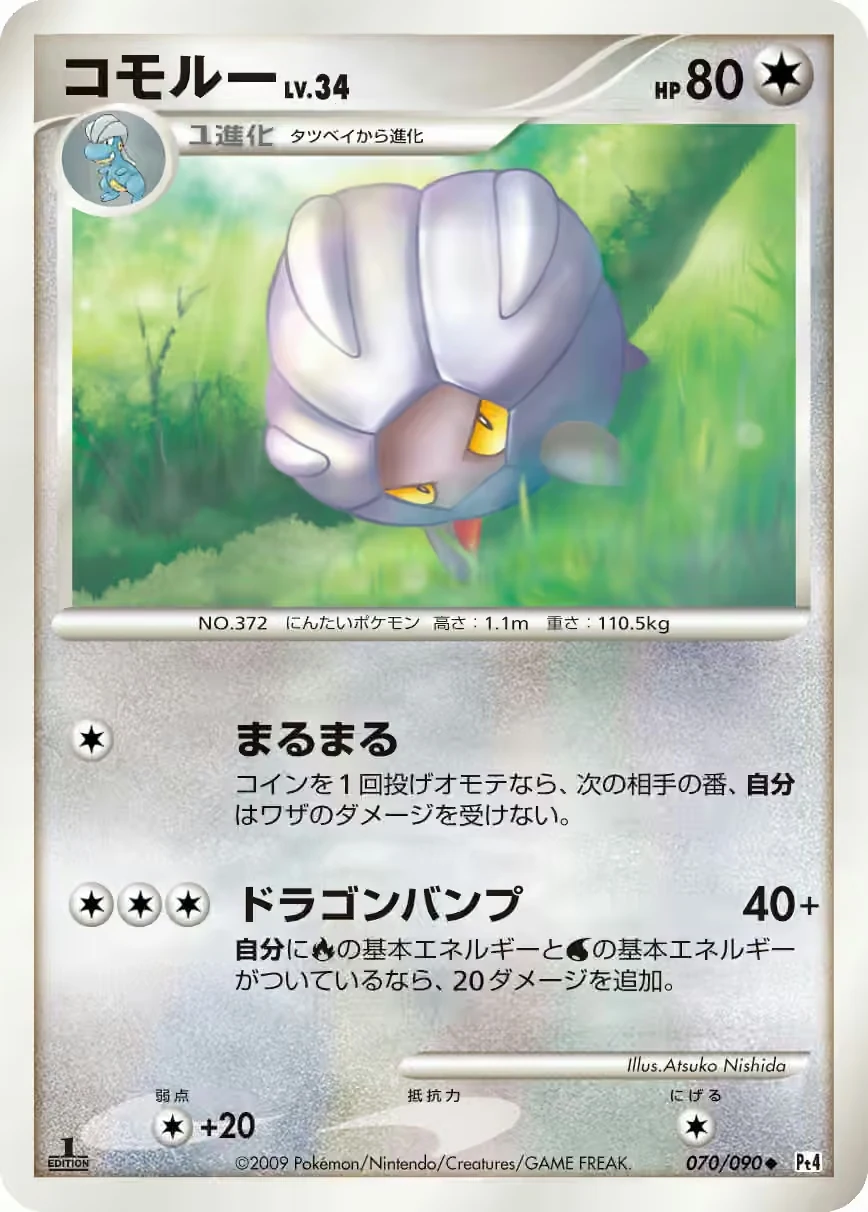 コモルー LV.34 HP 80
1進化 タツベイから進化
NO.372 にんたいポケモン 高さ：1.1m 重さ：110.5kg
まるまる
コインを1回投げオモテなら、次の相手の番、自分
はワザのダメージを受けない。
ドラゴンバンプ 40+
自分にの基本エネルギーとの基本エネルギー
がついているなら、20ダメージを追加。
Illus.Atsuko Nishida
弱点 抵抗力 にげる
+20
1 EDITION ©2009 Pokémon/Nintendo/Creatures/GAME FREAK. 070/090 Pt4